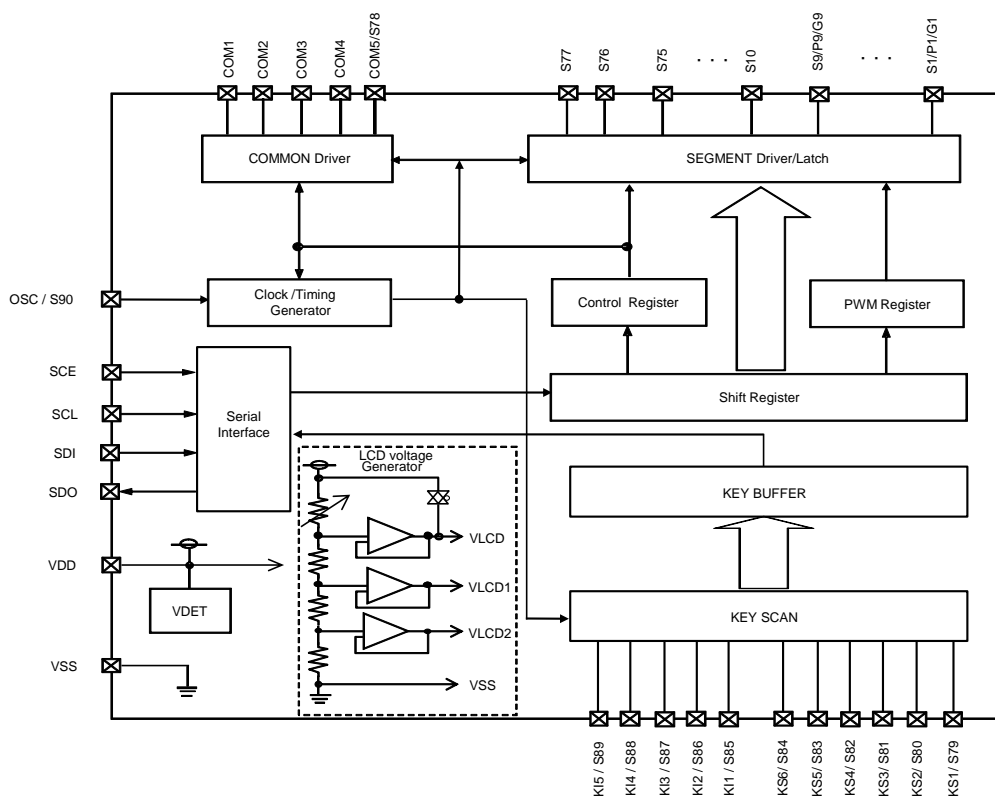 COM1
COM2
COM3
COM4
COM5/S78
S77
S76
S75
. . .
S10
S9/P9/G9
. . .
S1/P1/G1
COMMON Driver
SEGMENT Driver/Latch
OSC / S90
Clock /Timing
Generator
Control Register
PWM Register
SCE
SCL
SDI
SDO
Serial
Interface
Shift Register
LCD voltage
Generator
KEY BUFFER
VLCD
VDD
VDET
VLCD1
KEY SCAN
VLCD2
VSS
VSS
KI5 / S89
KI4 / S88
KI3 / S87
KI2 / S86
KI1 / S85
KS6/ S84
KS5/ S83
KS4/ S82
KS3/ S81
KS2/ S80
KS1/ S79